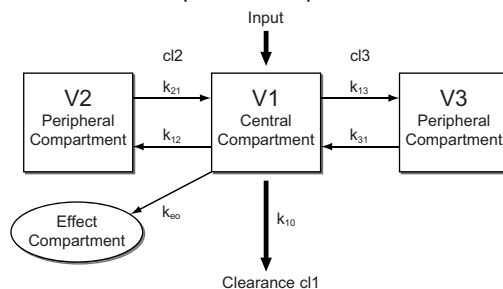 Input
cl2
cl3
V2
Peripheral
Compartment
k21
k12
V1
Central
Compartment
k13
k31
V3
Peripheral
Compartment
Effect
Compartment
keo
k10
Clearance cl1